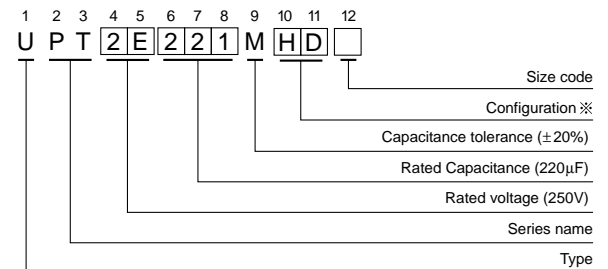 1 2 3 4 5 6 7 8 9 10 11 12
U P T 2 E 2 2 1 M H D
Size code
Configuration ※
Capacitance tolerance (±20%)
Rated Capacitance (220μF)
Rated voltage (250V)
Series name
Type